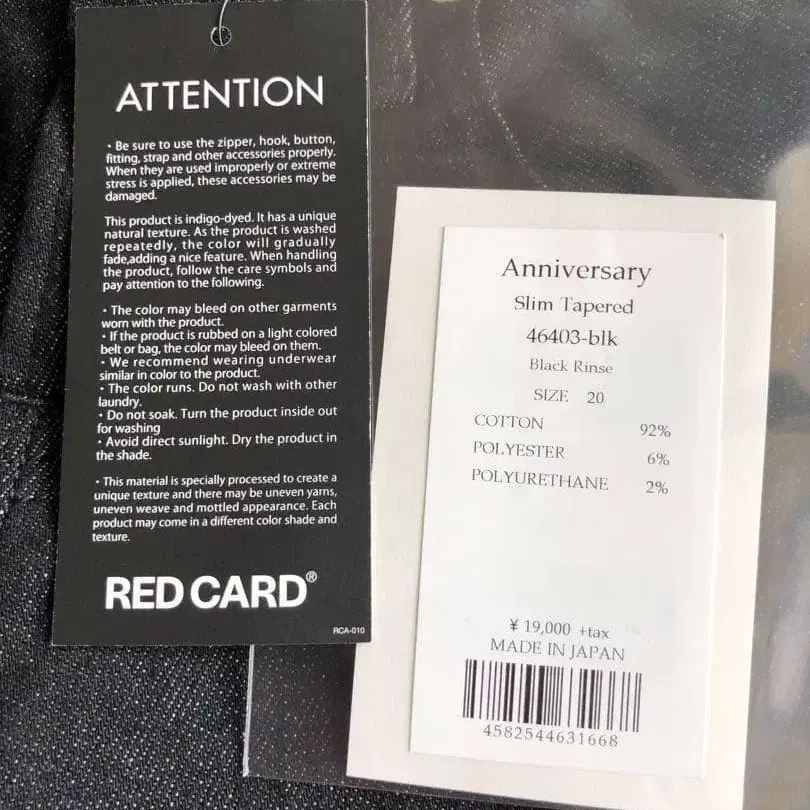 ATTENTION
• Be sure to use the zipper, hook, button,
fitting, strap and other accessories properly.
When they are used improperly or extreme
stress is applied, these accessories may be
damaged.
This product is indigo-dyed. It has a unique
natural texture. As the product is washed
repeatedly, the color will gradually
fade,adding a nice feature. When handling
the product, follow the care symbols and
pay attention to the following.
• The color may bleed on other garments
worn with the product.
• If the product is rubbed on a light colored
belt or bag, the color may bleed on them.
• We recommend wearing underwear
similar in color to the product.
• The color runs. Do not wash with other
laundry.
• Do not soak. Turn the product inside out
for washing
• Avoid direct sunlight. Dry the product in
the shade.
• This material is specially processed to create a
unique texture and there may be uneven yarns,
uneven weave and mottled appearance. Each
product may come in a different color shade and
texture.
RED CARD®
RCA-010
Anniversary
Slim Tapered
46403-blk
Black Rinse
SIZE 20
COTTON 92%
POLYESTER 6%
POLYURETHANE 2%
¥ 19,000 +tax
MADE IN JAPAN
4582544631668